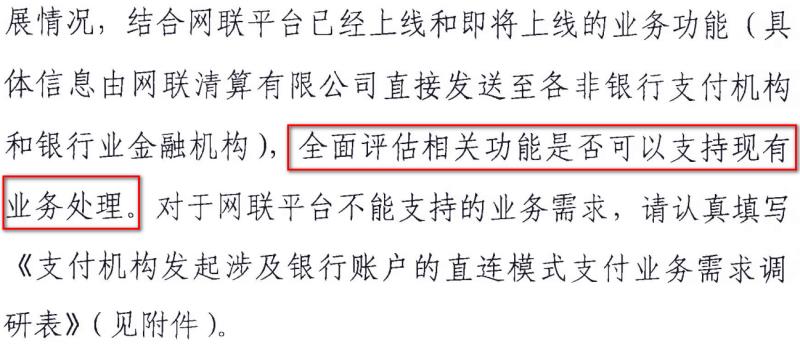 展情况，结合网联平台已经上线和即将上线的业务功能（具
体信息由网联清算有限公司直接发送至各非银行支付机构
和银行业金融机构），全面评估相关功能是否可以支持现有
业务处理。对于网联平台不能支持的业务需求，请认真填写
《支付机构发起涉及银行账户的直连模式支付业务需求调
研表》（见附件）。